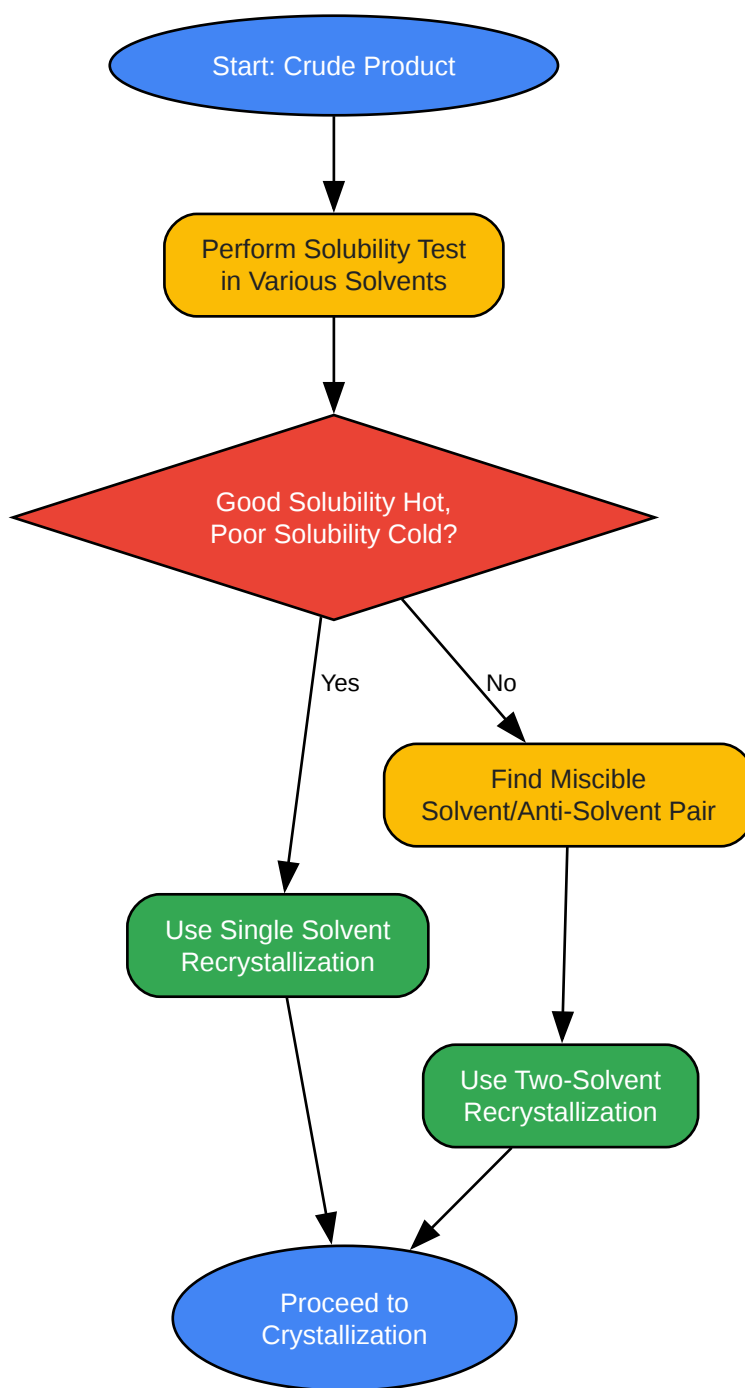 Start: Crude Product
Perform Solubility Test
in Various Solvents
Good Solubility Hot,
Poor Solubility Cold?
Yes
No
Find Miscible
Solvent/Anti-Solvent Pair
Use Single Solvent
Recrystallization
Use Two-Solvent
Recrystallization
Proceed to
Crystallization